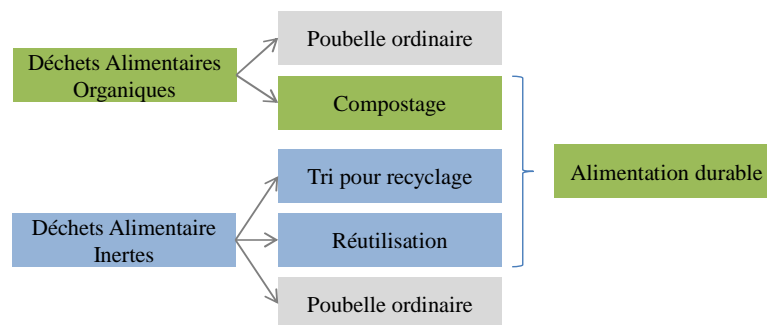 Poubelle ordinaire
Déchets Alimentaires
Organiques
Compostage
Tri pour recyclage
Alimentation durable
Déchets Alimentaire
Inertes
Réutilisation
Poubelle ordinaire